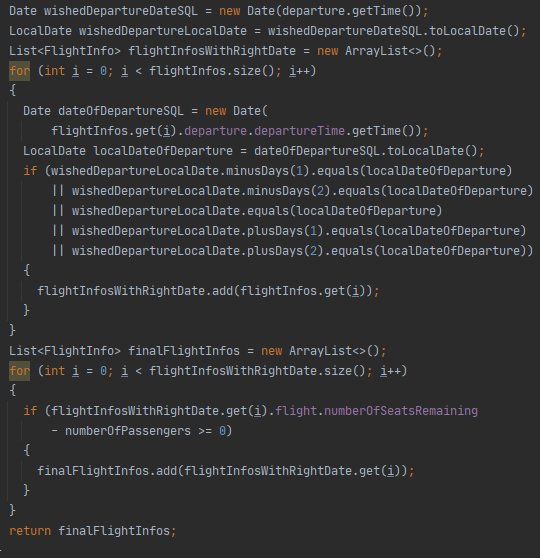 Date wishedDepartureDateSQL = new Date(departure.getTime());
LocalDate wishedDepartureLocalDate = wishedDepartureDateSQL.toLocalDate();
List<FlightInfo> flightInfosWithRightDate = new ArrayList<>();
for (int i = 0; i < flightInfos.size(); i++)
{
  Date dateOfDepartureSQL = new Date(
      flightInfos.get(i).departure.departureTime.getTime());
  LocalDate localDateOfDeparture = dateOfDepartureSQL.toLocalDate();
  if (wishedDepartureLocalDate.minusDays(1).equals(localDateOfDeparture)
      || wishedDepartureLocalDate.minusDays(2).equals(localDateOfDeparture)
      || wishedDepartureLocalDate.equals(localDateOfDeparture)
      || wishedDepartureLocalDate.plusDays(1).equals(localDateOfDeparture)
      || wishedDepartureLocalDate.plusDays(2).equals(localDateOfDeparture))
  {
    flightInfosWithRightDate.add(flightInfos.get(i));
  }
}
List<FlightInfo> finalFlightInfos = new ArrayList<>();
for (int i = 0; i < flightInfosWithRightDate.size(); i++)
{
  if (flightInfosWithRightDate.get(i).flight.numberOfSeatsRemaining
      - numberOfPassengers >= 0)
  {
    finalFlightInfos.add(flightInfosWithRightDate.get(i));
  }
}
return finalFlightInfos;